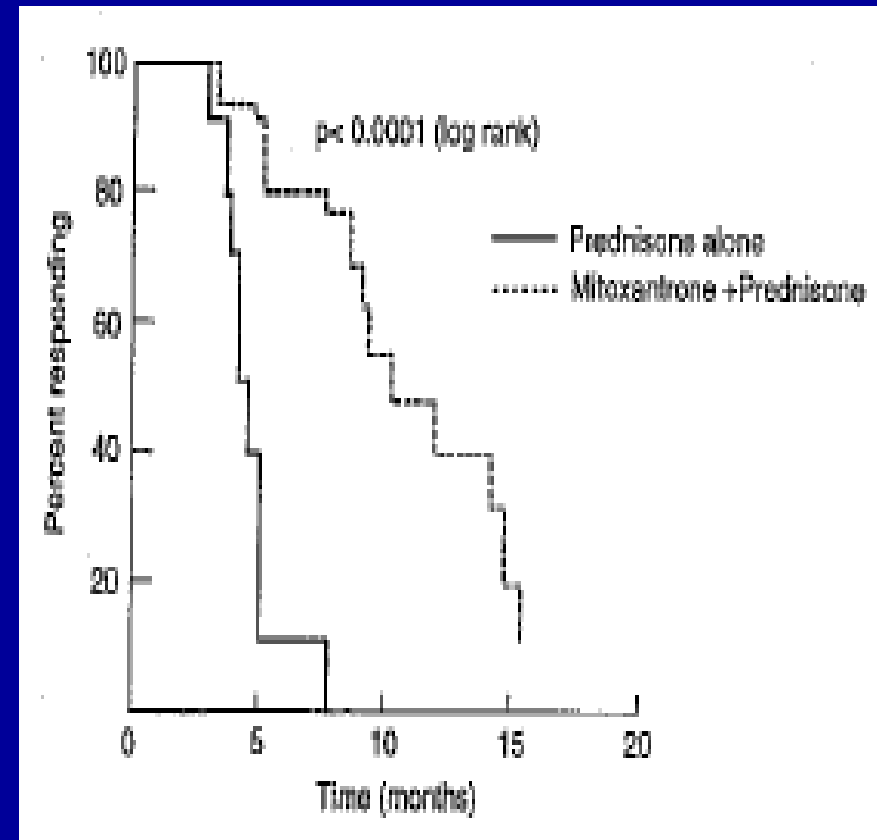 100
80
60
40
20
Percent responding
p< 0.0001 (log rank)
Prednisone alone
Mitoxantrone +Prednisone
0 5 10 15 20
Time (months)